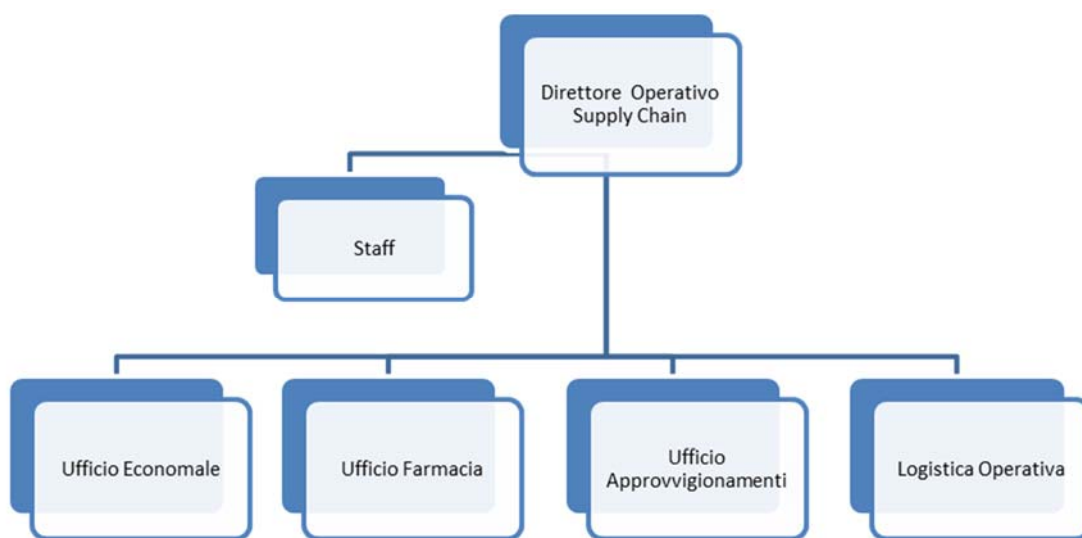 Direttore Operativo
Supply Chain
Staff
Ufficio Economale
Ufficio Farmacia
Ufficio
Approvvigionamenti
Logistica Operativa